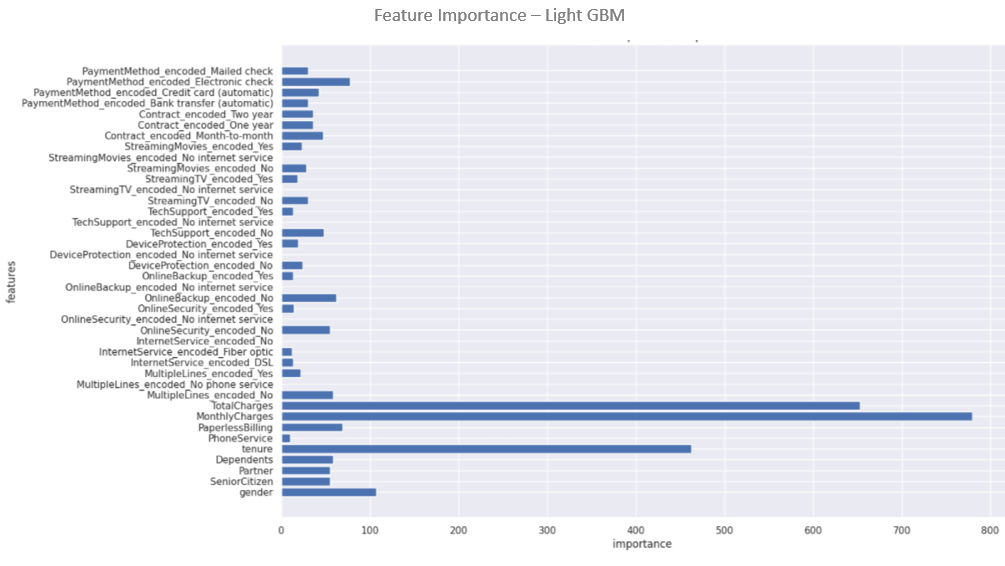 Feature Importance – Light GBM
PaymentMethod_encoded_Mailed check
PaymentMethod_encoded_Electronic check
PaymentMethod_encoded_Credit card (automatic)
PaymentMethod_encoded_Bank transfer (automatic)
Contract_encoded_Two year
Contract_encoded_One year
Contract_encoded_Month-to-month
StreamingMovies_encoded_Yes
StreamingMovies_encoded_No internet service
StreamingMovies_encoded_No
StreamingTV_encoded_Yes
StreamingTV_encoded_No internet service
StreamingTV_encoded_No
TechSupport_encoded_Yes
TechSupport_encoded_No internet service
TechSupport_encoded_No
DeviceProtection_encoded_Yes
DeviceProtection_encoded_No internet service
DeviceProtection_encoded_No
OnlineBackup_encoded_Yes
OnlineBackup_encoded_No internet service
OnlineBackup_encoded_No
OnlineSecurity_encoded_Yes
OnlineSecurity_encoded_No internet service
OnlineSecurity_encoded_No
InternetService_encoded_No
InternetService_encoded_Fiber optic
InternetService_encoded_DSL
MultipleLines_encoded_Yes
MultipleLines_encoded_No phone service
MultipleLines_encoded_No
TotalCharges
MonthlyCharges
PaperlessBilling
PhoneService
tenure
Dependents
Partner
SeniorCitizen
gender
features
0 100 200 300 400 500 600 700 800
importance